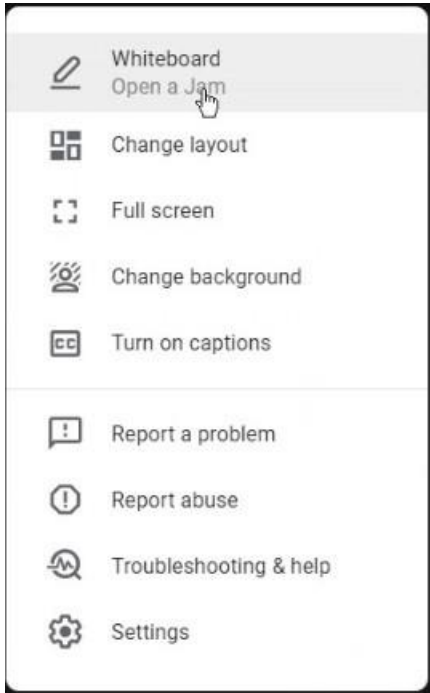 Whiteboard
Open a Jam
Change layout
Full screen
Change background
CC Turn on captions
Report a problem
Report abuse
Troubleshooting & help
Settings